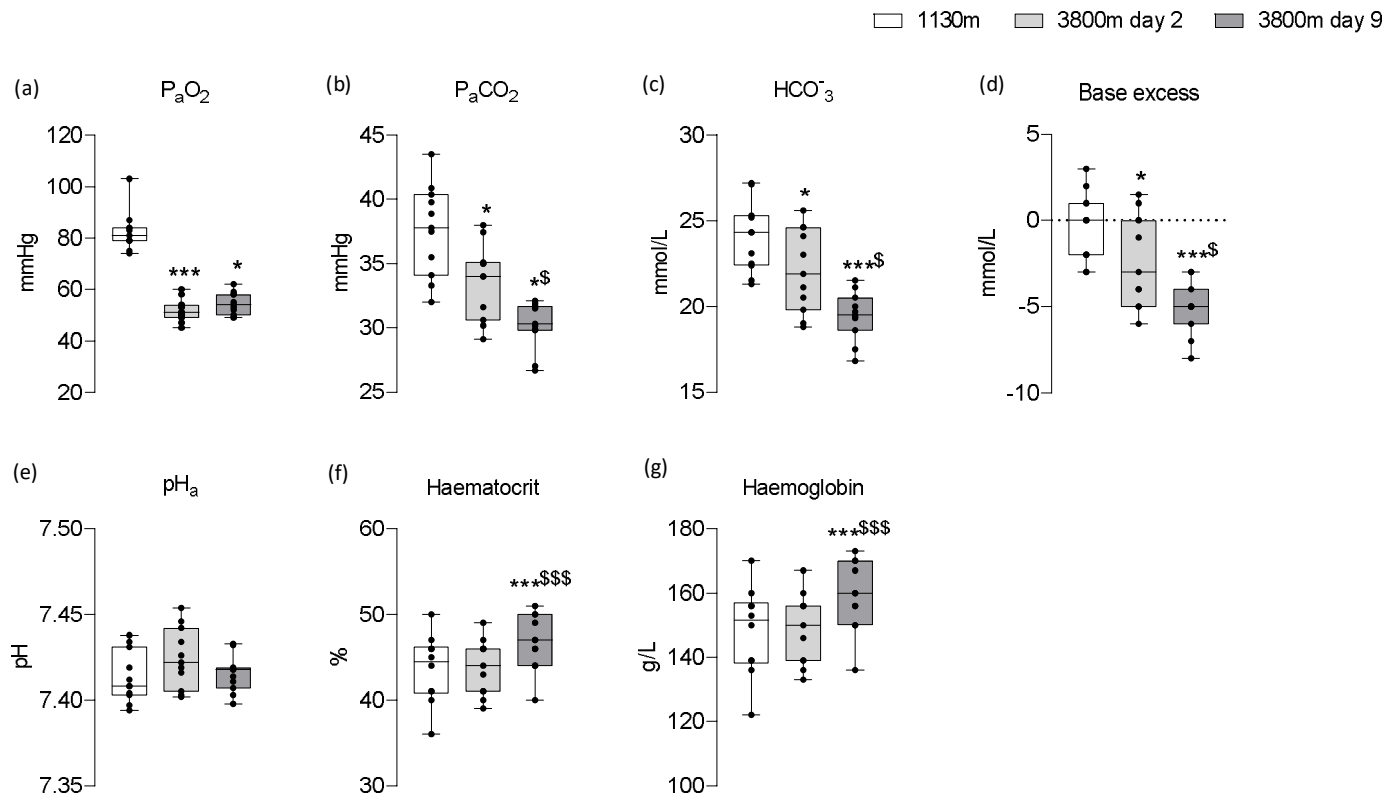 1130m 3800m day 2 3800m day 9
(a) (b) (c) (d)
PaO2 PaCO2 HCO-3 Base excess
120 45 30 5
100 40 25 0
80 35 20 -5
60 30 15 -10
40 25
20
mmHg mmHg mmol/L mmol/L
*** * * *$ * ***$ * ***$
(e) (f) (g)
pHa Haematocrit Haemoglobin
7.50 60 180
7.45 50 160
7.40 40 140
7.35 30 120
100
pH % g/L
***$$$ ***$$$